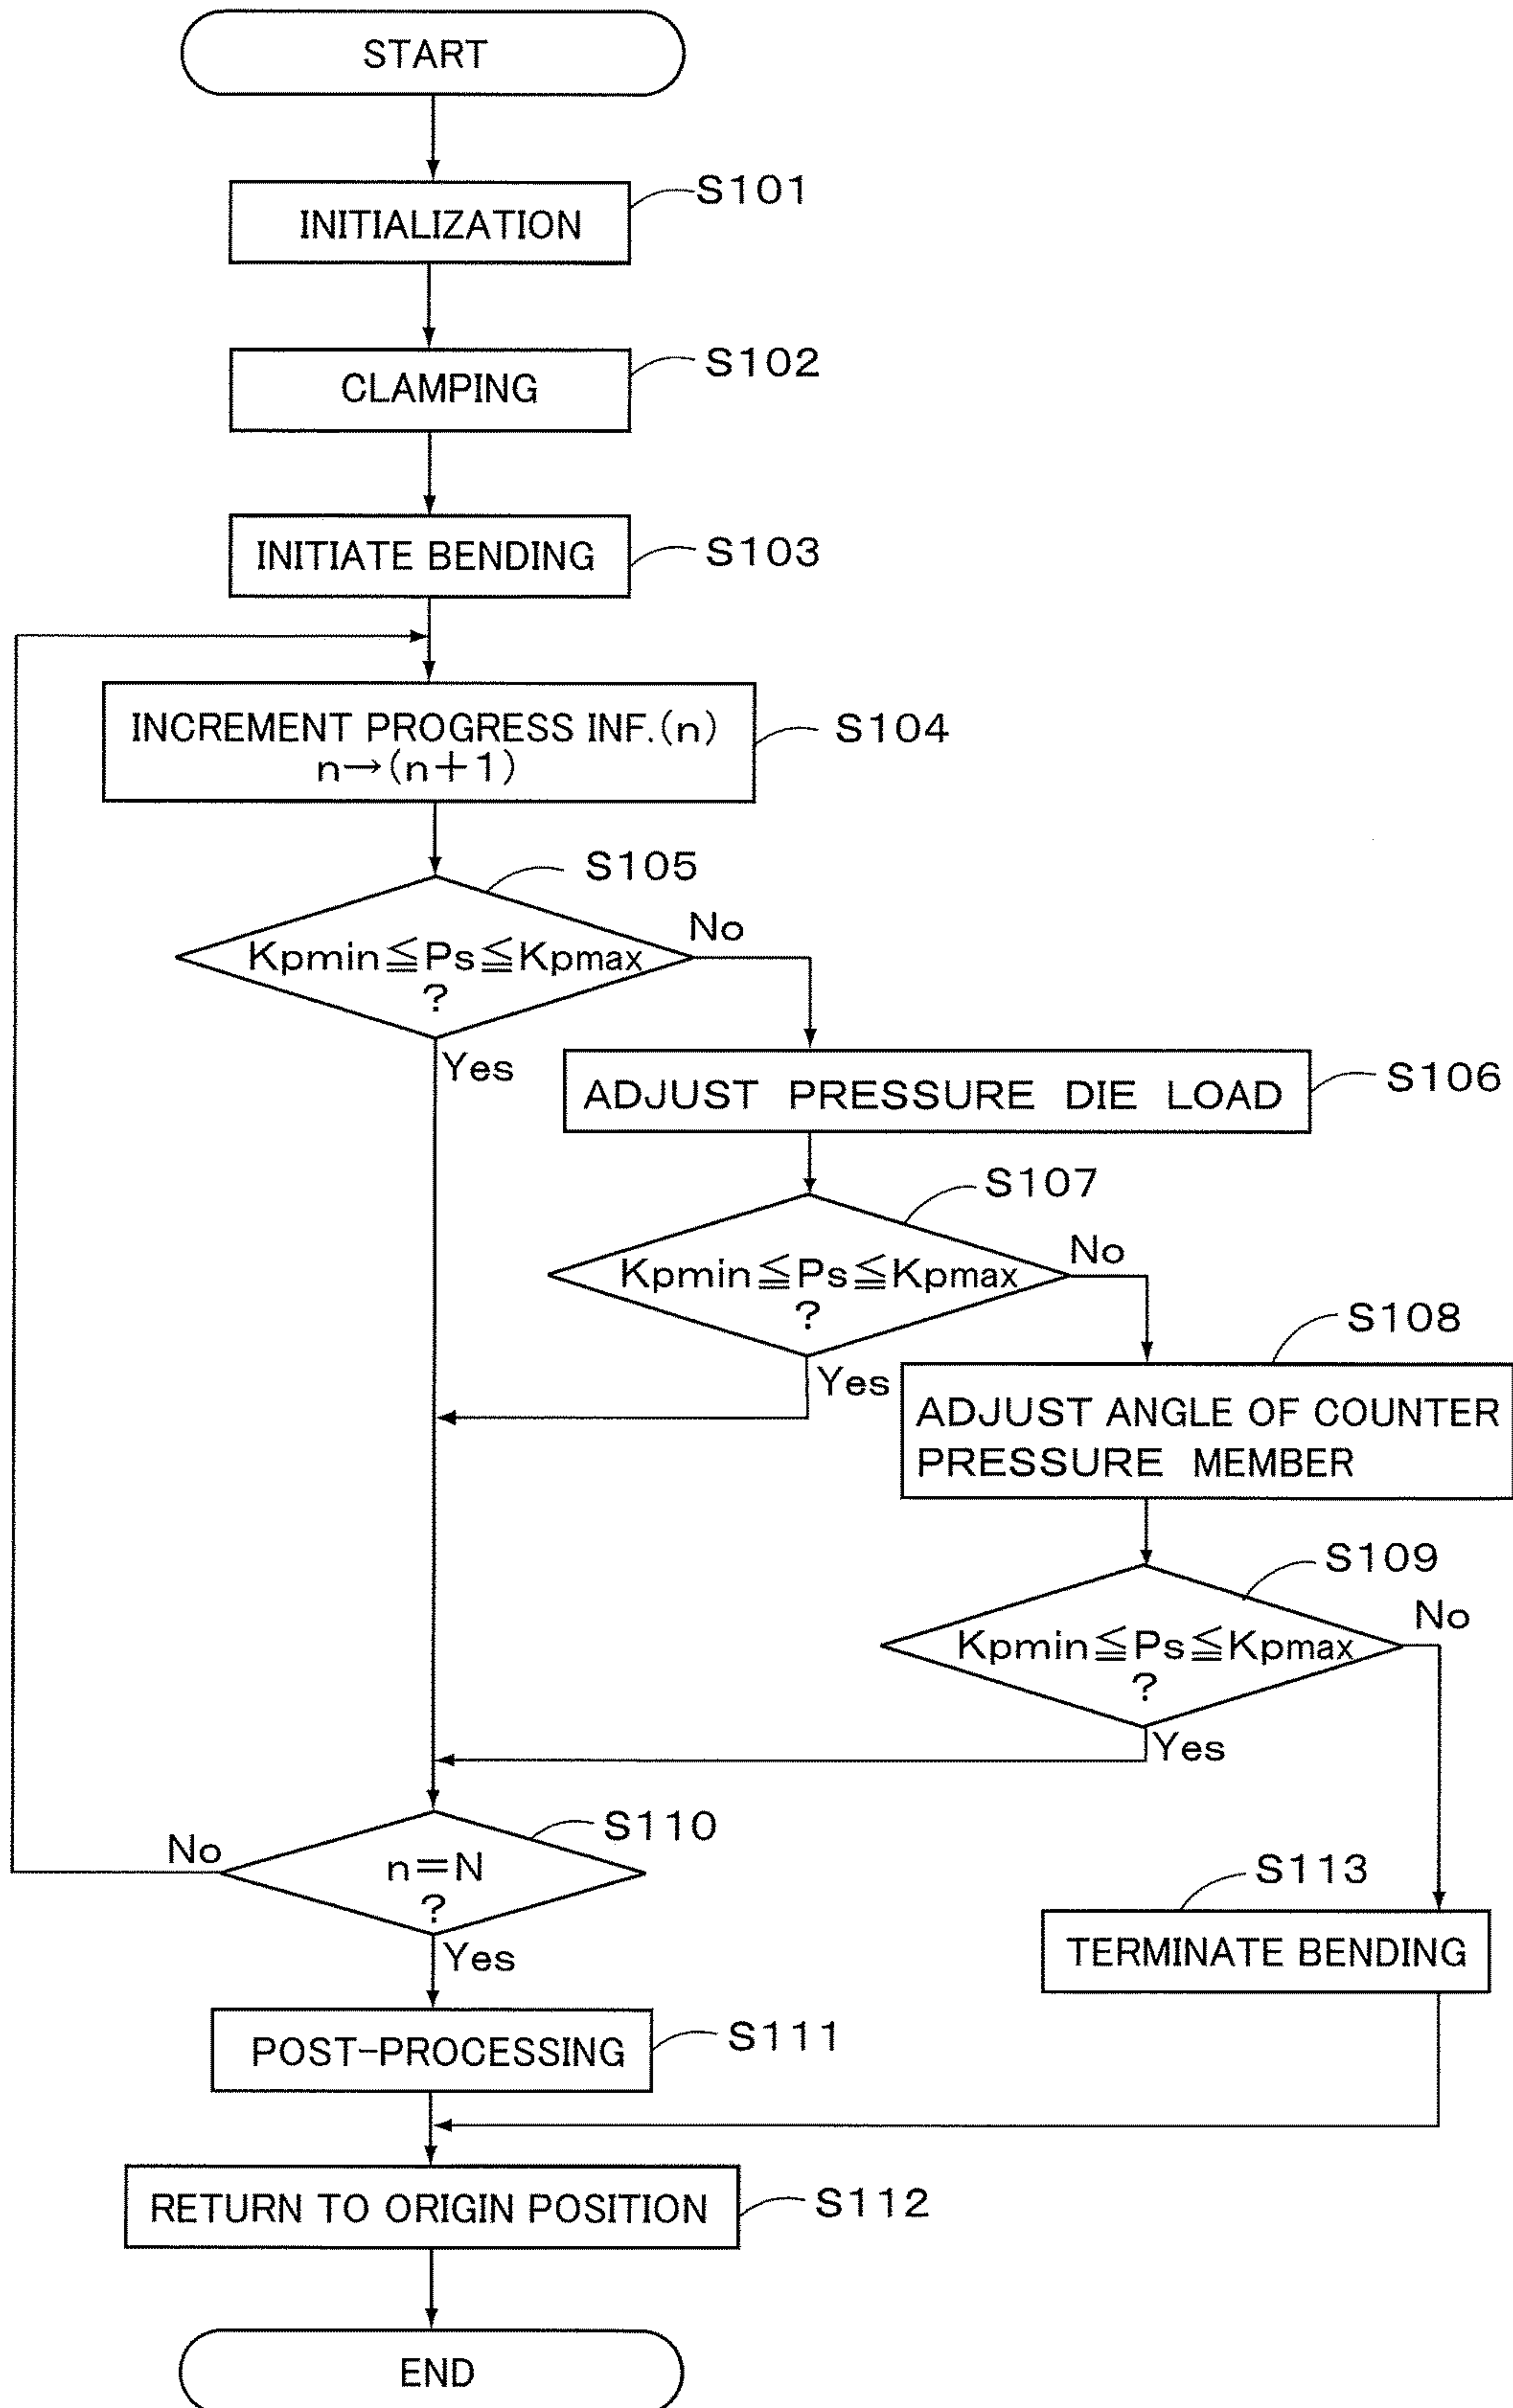 START
S101
INITIALIZATION
S102
CLAMPING
S103
INITIATE BENDING
INCREMENT PROGRESS INF.(n)
n→(n+1)
S104
S105
Kpmin≦Ps≦Kpmax
?
No
Yes
ADJUST PRESSURE DIE LOAD
S106
S107
Kpmin≦Ps≦Kpmax
?
No
Yes
S108
ADJUST ANGLE OF COUNTER
PRESSURE MEMBER
S109
Kpmin≦Ps≦Kpmax
?
No
Yes
S110
n=N
?
No
Yes
S113
TERMINATE BENDING
POST-PROCESSING
S111
RETURN TO ORIGIN POSITION
S112
END